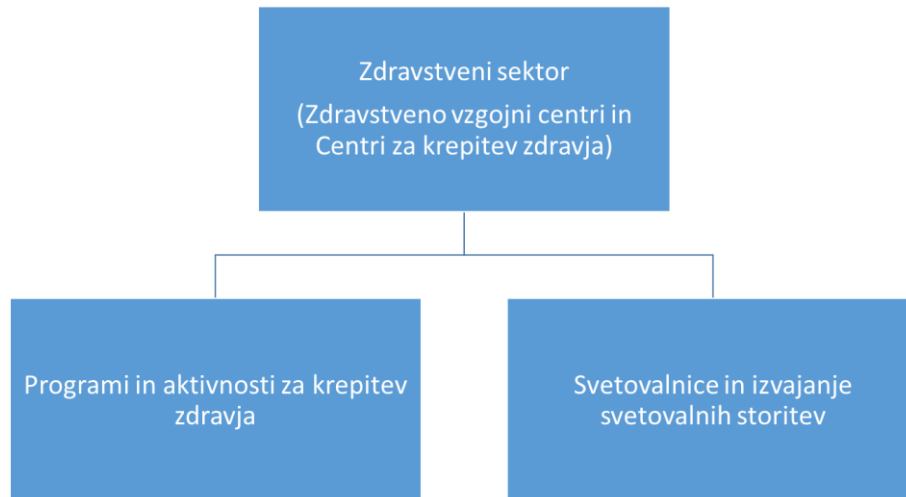 Zdravstveni sektor
(Zdravstveno vzgojni centri in
Centri za krepitev zdravja)
Programi in aktivnosti za krepitev
zdravja
Svetovalnice in izvajanje
svetovalnih storitev